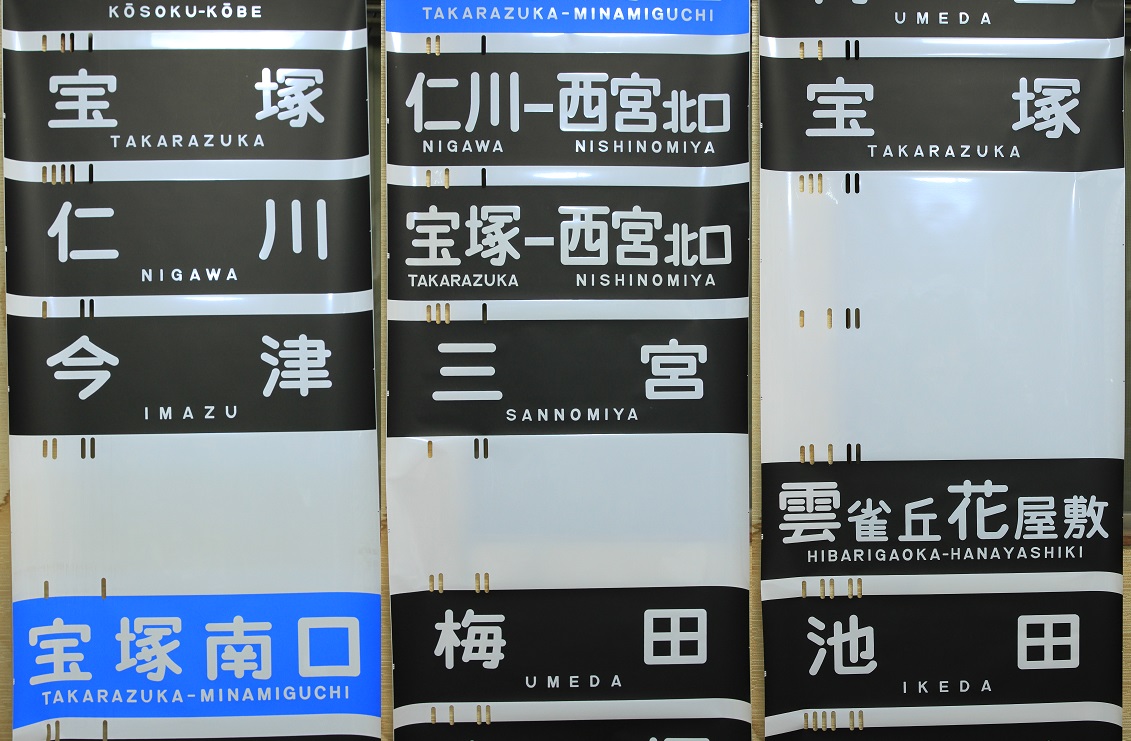 KŌSOKU-KŌBE
宝塚
TAKARAZUKA
仁川
NIGAWA
今津
IMAZU
宝塚南口
TAKARAZUKA-MINAMIGUCHI
TAKARAZUKA-MINAMIGUCHI
仁川ー西宮北口
NIGAWA NISHINOMIYA
宝塚ー西宮北口
TAKARAZUKA NISHINOMIYA
三宮
SANNOMIYA
梅田
UMEDA
UMEDA
宝塚
TAKARAZUKA
雲雀丘花屋敷
HIBARIGAOKA-HANAYASHIKI
池田
IKEDA